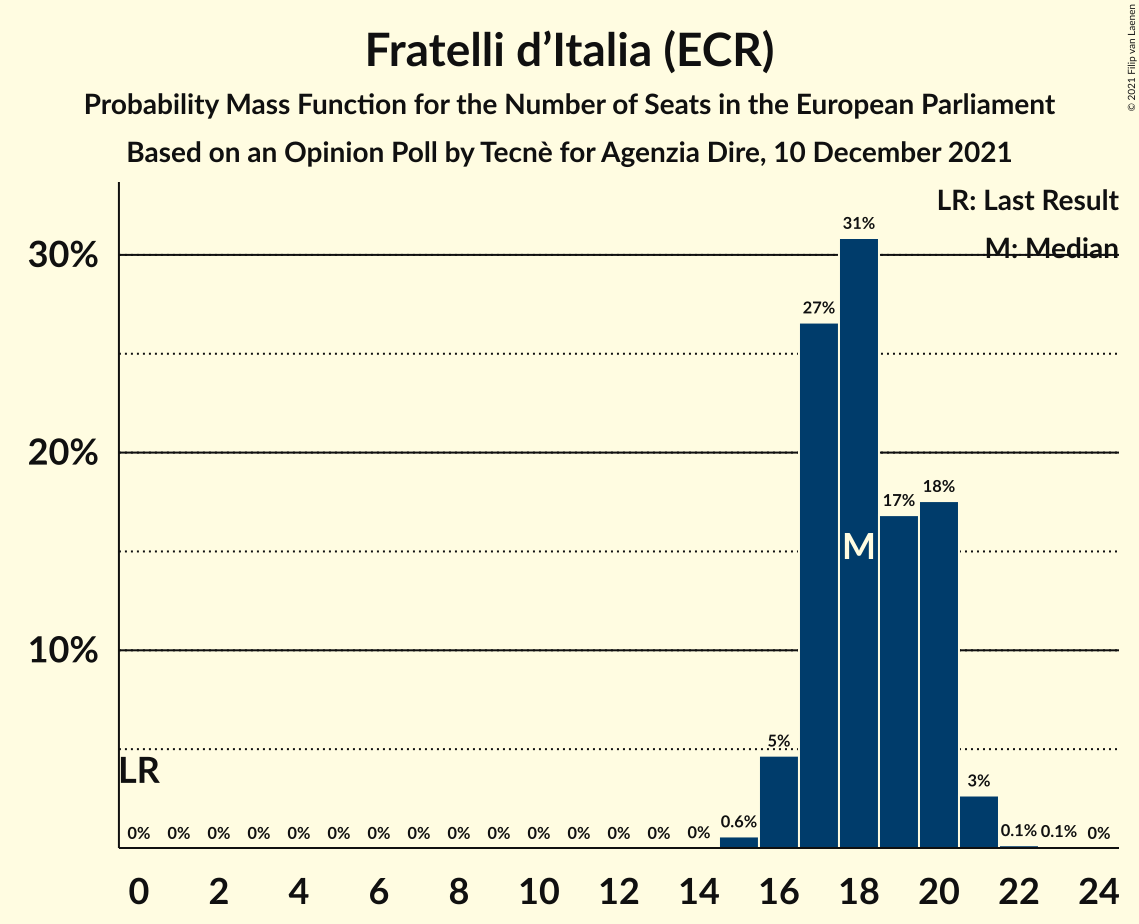 Fratelli d’Italia (ECR)
Probability Mass Function for the Number of Seats in the European Parliament
Based on an Opinion Poll by Tecnè for Agenzia Dire, 10 December 2021
© 2021 Filip van Laenen
LR: Last Result
M: Median
30%
20%
10%
31%
27%
18%
17%
M
5%
3%
LR
0% 0% 0% 0% 0% 0% 0% 0% 0% 0% 0% 0% 0% 0% 0% 0.6% 0.1% 0.1% 0%
0 2 4 6 8 10 12 14 16 18 20 22 24